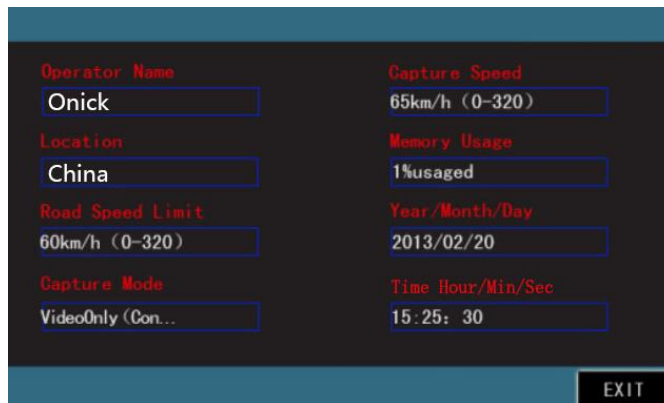 Operator Name
Onick
Location
China
Road Speed Limit
60km/h (0-320)
Capture Mode
VideoOnly(Con...
Capture Speed
65km/h (0-320)
Memory Usage
1%usaged
Year/Month/Day
2013/02/20
Time Hour/Min/Sec
15:25: 30
EXIT